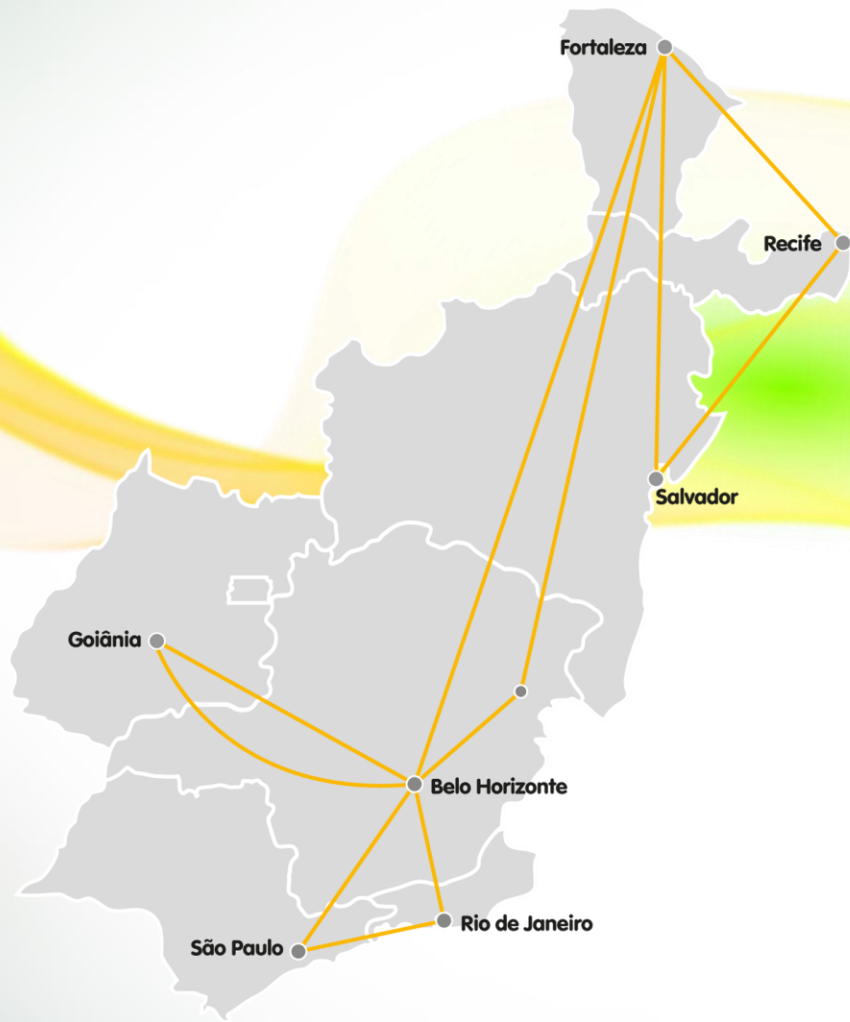 Fortaleza
Recife
Salvador
Goiânia
Belo Horizonte
Rio de Janeiro
São Paulo